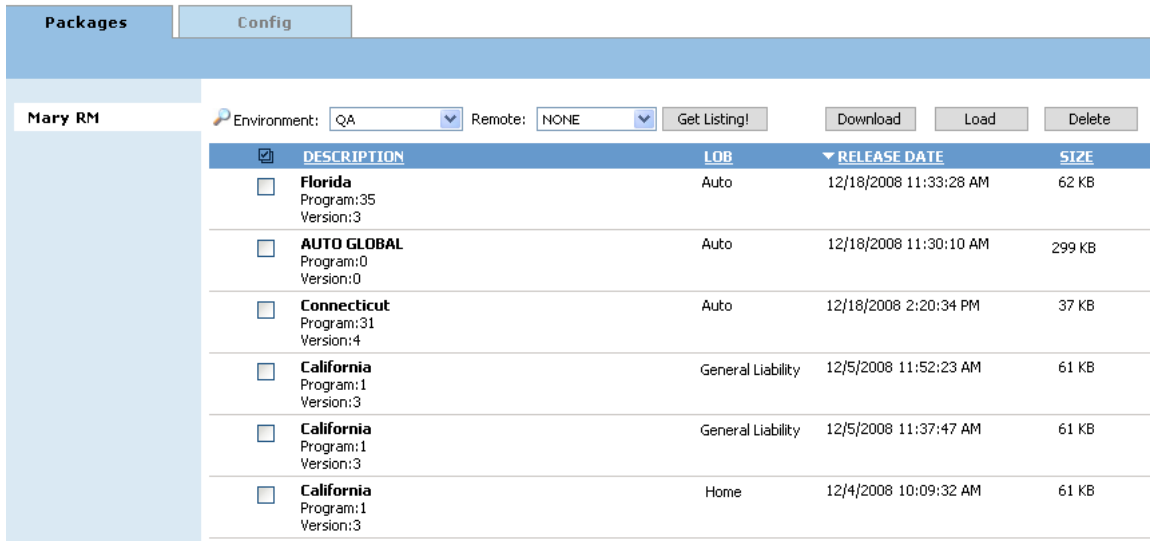 Packages Config
Mary RM
Environment: QA Remote: NONE Get Listing! Download Load Delete
DESCRIPTION LOB RELEASE DATE SIZE
Florida Auto 12/18/2008 11:33:28 AM 62 KB
Program:35
Version:3
AUTO GLOBAL Auto 12/18/2008 11:30:10 AM 299 KB
Program:0
Version:0
Connecticut Auto 12/18/2008 2:20:34 PM 37 KB
Program:31
Version:4
California General Liability 12/5/2008 11:52:23 AM 61 KB
Program:1
Version:3
California General Liability 12/5/2008 11:37:47 AM 61 KB
Program:1
Version:3
California Home 12/4/2008 10:09:32 AM 61 KB
Program:1
Version:3